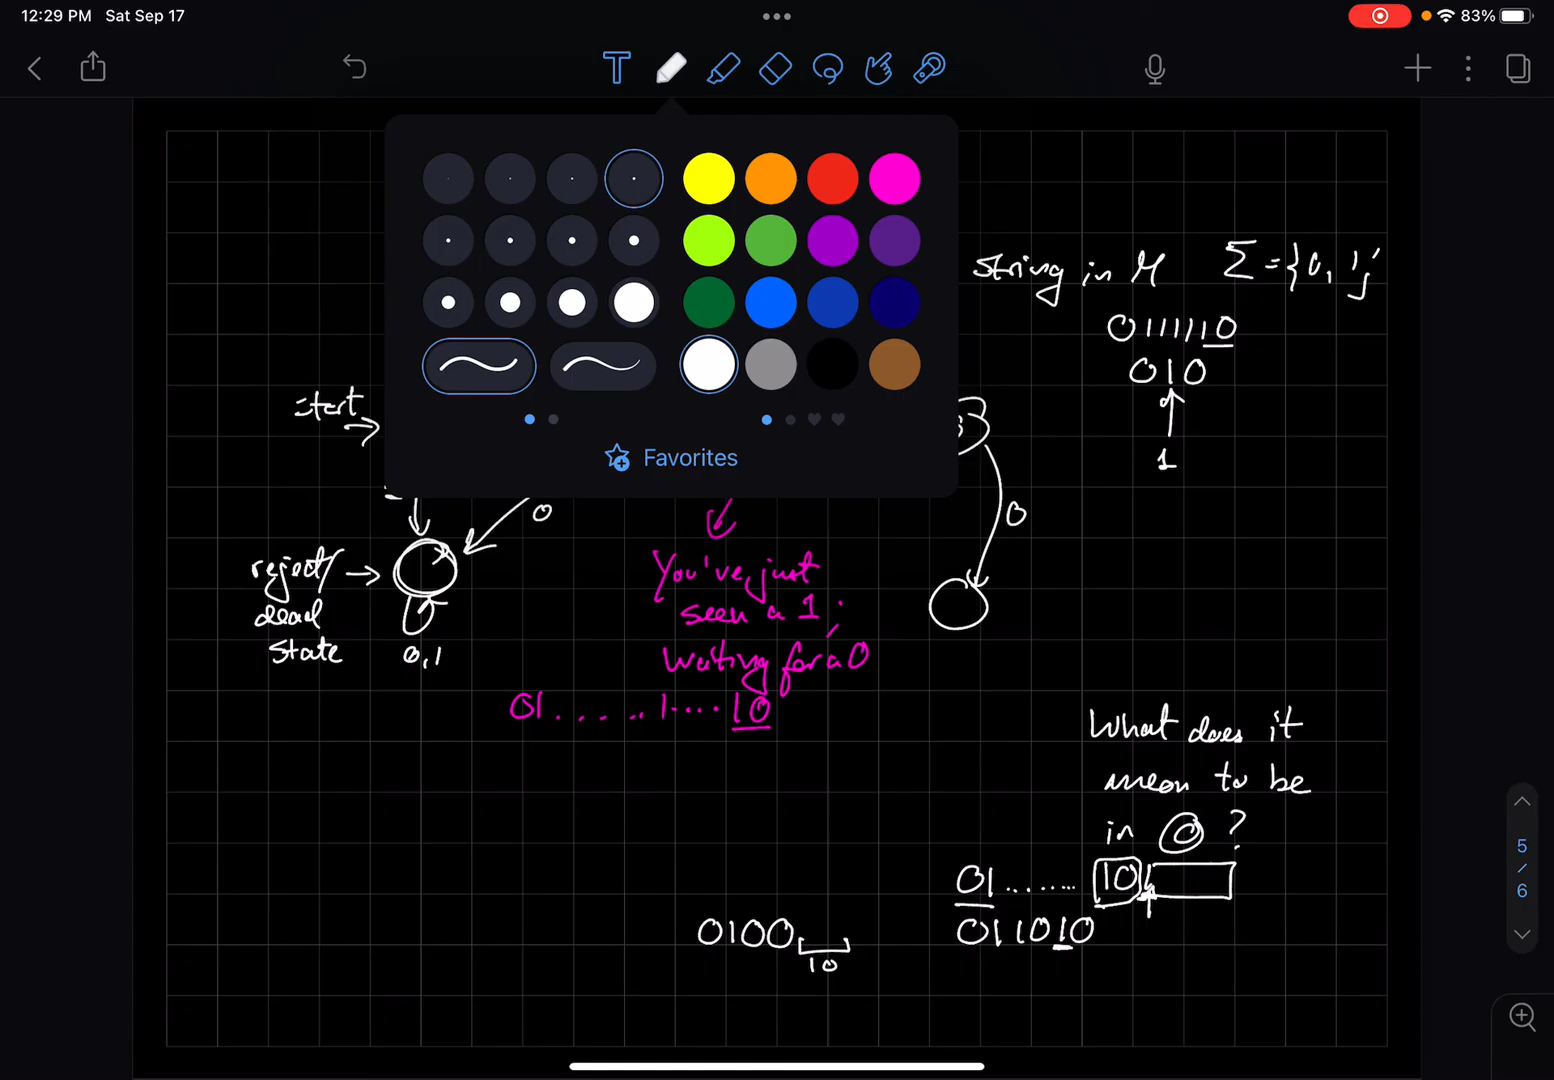 12:29 PM Sat Sep 17
83%
T
Favorites
string in M Σ = {0, 1}
0111110
010
1
start
0
0
reject/
dead
state
0,1
You've just
seen a 1;
waiting for a 0
01......1....10
What does it
mean to be
in ?
01........10
011010
0100
10
5
/
6